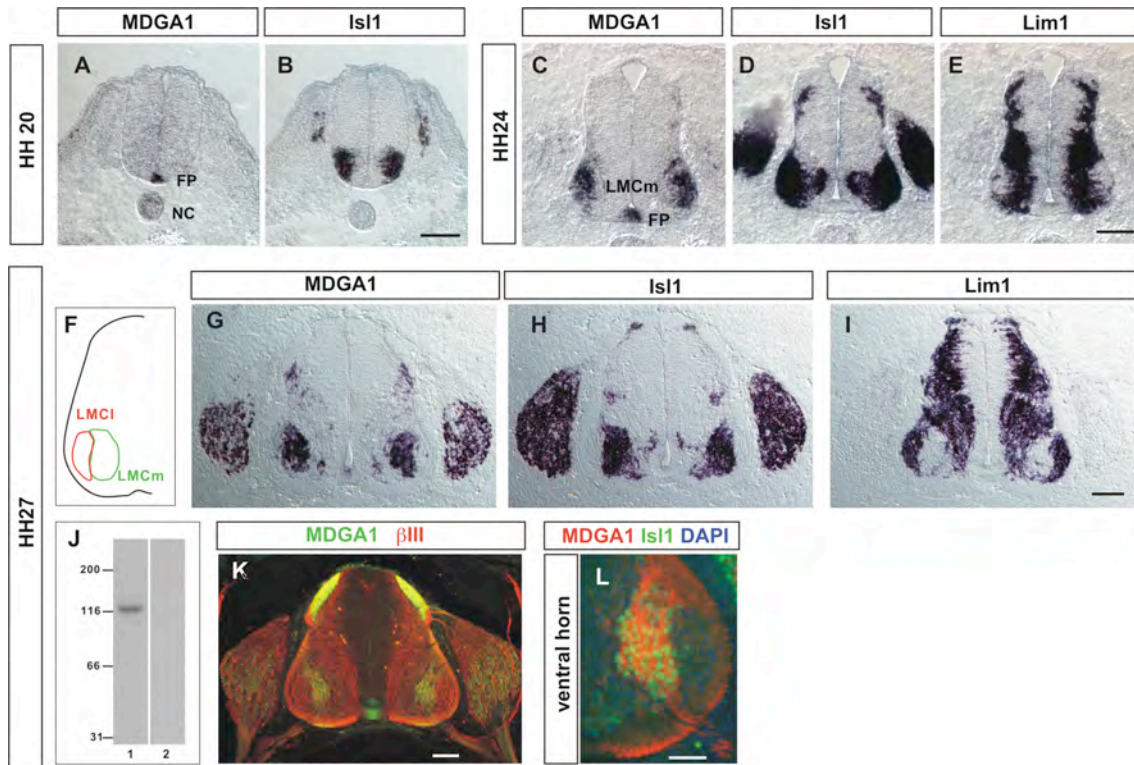 MDGA1 Isl1 MDGA1 Isl1 Lim1
HH 20
A
FP
NC
B
HH24
C
LMCm
FP
D
E
HH27
MDGA1 Isl1 Lim1
F
LMCl
LMCm
G
H
I
J
200
116
66
31
1 2
MDGA1 βIII
K
MDGA1 Isl1 DAPI
ventral horn
L